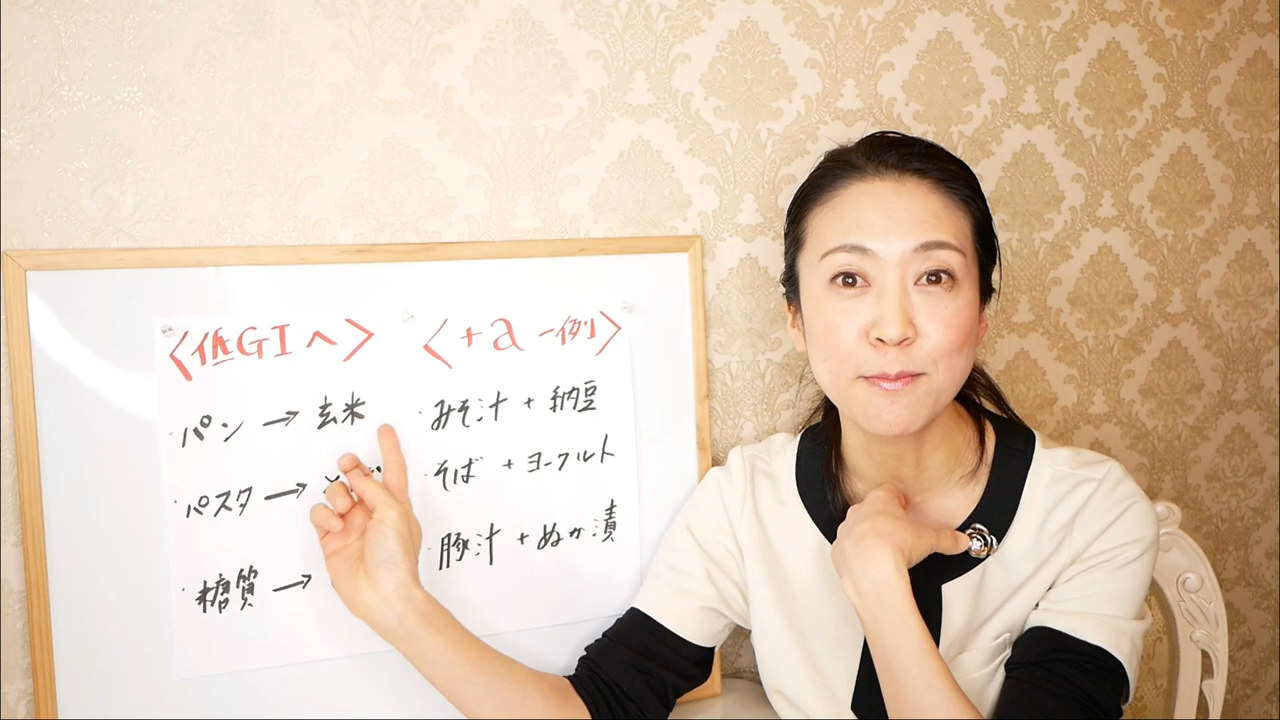 〈低GIへ〉
・パン → 玄米
・パスタ →
・糖質 →
〈+a 一例〉
・みそ汁 + 納豆
・そば + ヨーグルト
・豚汁 + ぬか漬